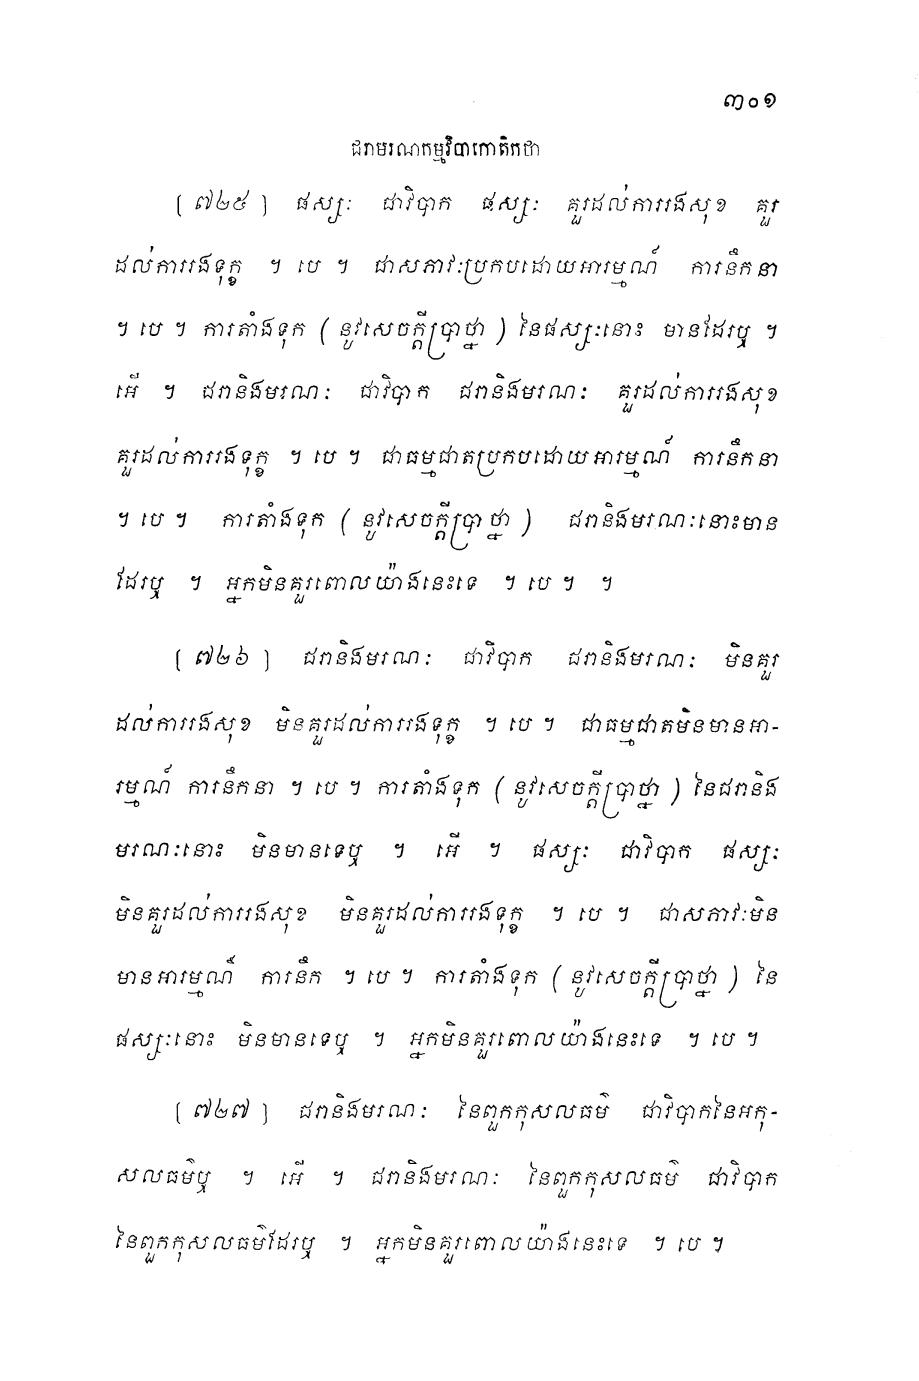 ៣០១
ជរាមរណកម្មវិបាកោតិកថា
[៧២៥] ផស្សៈ ជាវិបាក ផស្សៈ គួរដល់ការរងសុខ គួរ
ដល់ការរងទុក្ខ ។ បេ ។ ជាសភាវៈប្រកបដោយអារម្មណ៍ ការនឹកនា
។ បេ ។ ការតាំងទុក (នូវសេចក្តីប្រាថ្នា) នៃផស្សៈនោះ មានដែរឬ ។
អើ ។ ជរានិងមរណៈ ជាវិបាក ជរានិងមរណៈ គួរដល់ការរងសុខ
គួរដល់ការរងទុក្ខ ។ បេ ។ ជាធម្មជាតប្រកបដោយអារម្មណ៍ ការនឹកនា
។ បេ ។ ការតាំងទុក (នូវសេចក្តីប្រាថ្នា) ជរានិងមរណៈនោះមាន
ដែរឬ ។ អ្នកមិនគួរពោលយ៉ាងនេះទេ ។ បេ ។ ។
[៧២៦] ជរានិងមរណៈ ជាវិបាក ជរានិងមរណៈ មិនគួរ
ដល់ការរងសុខ មិនគួរដល់ការរងទុក្ខ ។ បេ ។ ជាធម្មជាតមិនមានអា-
រម្មណ៍ ការនឹកនា ។ បេ ។ ការតាំងទុក (នូវសេចក្តីប្រាថ្នា) នៃជរានិង
មរណៈនោះ មិនមានទេឬ ។ អើ ។ ផស្សៈ ជាវិបាក ផស្សៈ
មិនគួរដល់ការរងសុខ មិនគួរដល់ការរងទុក្ខ ។ បេ ។ ជាសភាវៈមិន
មានអារម្មណ៍ ការនឹក ។ បេ ។ ការតាំងទុក (នូវសេចក្តីប្រាថ្នា) នៃ
ផស្សៈនោះ មិនមានទេឬ ។ អ្នកមិនគួរពោលយ៉ាងនេះទេ ។ បេ ។
[៧២៧] ជរានិងមរណៈ នៃពួកកុសលធម៌ ជាវិបាកនៃអកុ-
សលធម៌ឬ ។ អើ ។ ជរានិងមរណៈ នៃពួកកុសលធម៌ ជាវិបាក
នៃពួកកុសលធម៌ដែរឬ ។ អ្នកមិនគួរពោលយ៉ាងនេះទេ ។ បេ ។